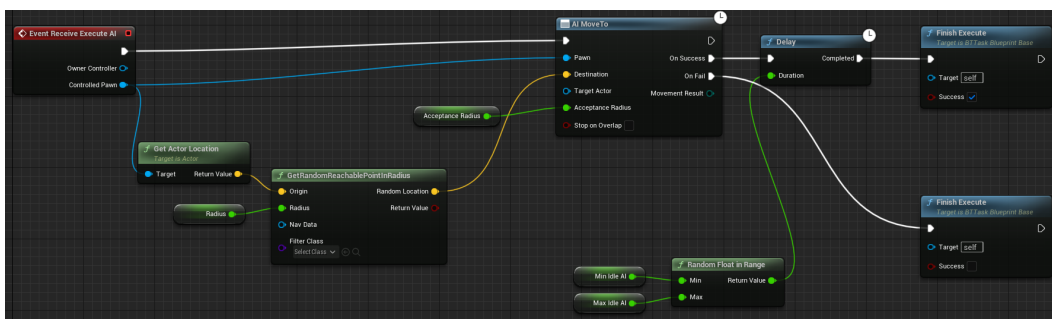 Event Receive Execute AI
Owner Controller
Controlled Pawn
Get Actor Location
Target is Actor
Target
Return Value
Radius
GetRandomReachablePointInRadius
Origin
Random Location
Radius
Return Value
Nav Data
Filter Class
Select Class
Acceptance Radius
AI MoveTo
Pawn
On Success
Destination
On Fail
Target Actor
Movement Result
Acceptance Radius
Stop on Overlap
Min Idle AI
Max Idle AI
Random Float in Range
Min
Return Value
Max
Delay
Completed
Duration
Finish Execute
Target is BTTask Blueprint Base
Target self
Success
Finish Execute
Target is BTTask Blueprint Base
Target self
Success